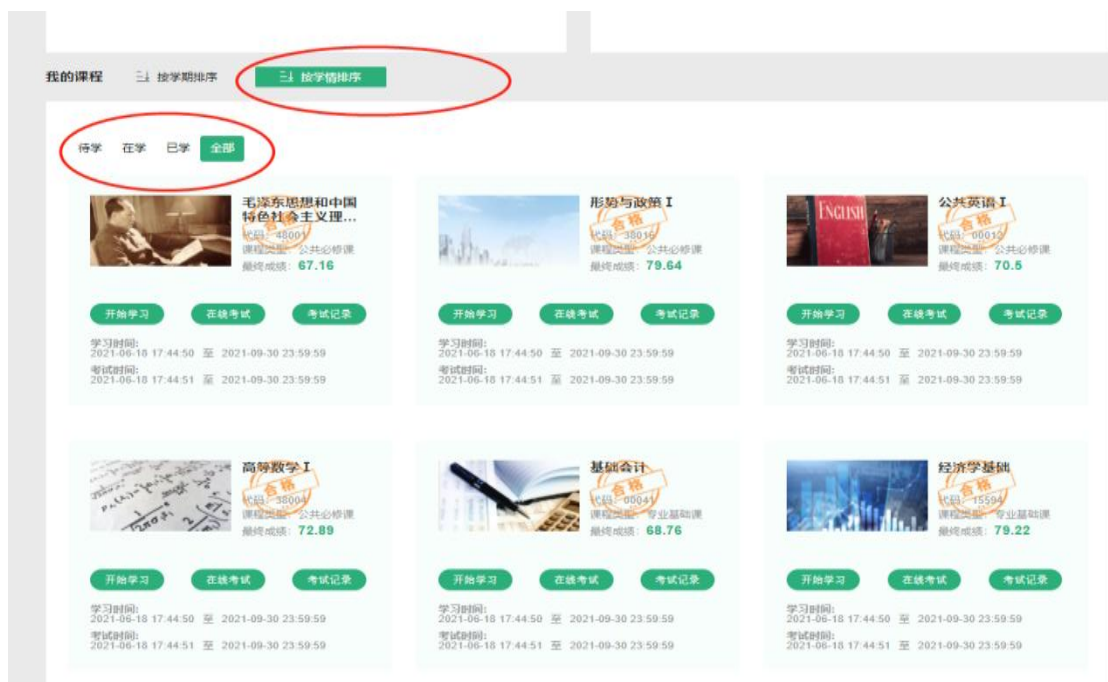 我的课程 按学期排序 按学情排序
待学 在学 已学 全部
毛泽东思想和中国
特色社会主义理...
合格
代码: 48001
课程类型: 公共必修课
最终成绩: 67.16
开始学习 在线考试 考试记录
学习时间:
2021-06-18 17:44:50 至 2021-09-30 23:59:59
考试时间:
2021-06-18 17:44:51 至 2021-09-30 23:59:59
形势与政策 I
合格
代码: 38016
课程类型: 公共必修课
最终成绩: 79.64
开始学习 在线考试 考试记录
学习时间:
2021-06-18 17:44:50 至 2021-09-30 23:59:59
考试时间:
2021-06-18 17:44:51 至 2021-09-30 23:59:59
ENGLISH
公共英语 I
合格
代码: 00012
课程类型: 公共必修课
最终成绩: 70.5
开始学习 在线考试 考试记录
学习时间:
2021-06-18 17:44:50 至 2021-09-30 23:59:59
考试时间:
2021-06-18 17:44:51 至 2021-09-30 23:59:59
高等数学 I
合格
代码: 38004
课程类型: 公共必修课
最终成绩: 72.89
开始学习 在线考试 考试记录
学习时间:
2021-06-18 17:44:50 至 2021-09-30 23:59:59
考试时间:
2021-06-18 17:44:51 至 2021-09-30 23:59:59
基础会计
合格
代码: 00041
课程类型: 专业基础课
最终成绩: 68.76
开始学习 在线考试 考试记录
学习时间:
2021-06-18 17:44:50 至 2021-09-30 23:59:59
考试时间:
2021-06-18 17:44:51 至 2021-09-30 23:59:59
经济学基础
合格
代码: 15594
课程类型: 专业基础课
最终成绩: 79.22
开始学习 在线考试 考试记录
学习时间:
2021-06-18 17:44:50 至 2021-09-30 23:59:59
考试时间:
2021-06-18 17:44:51 至 2021-09-30 23:59:59